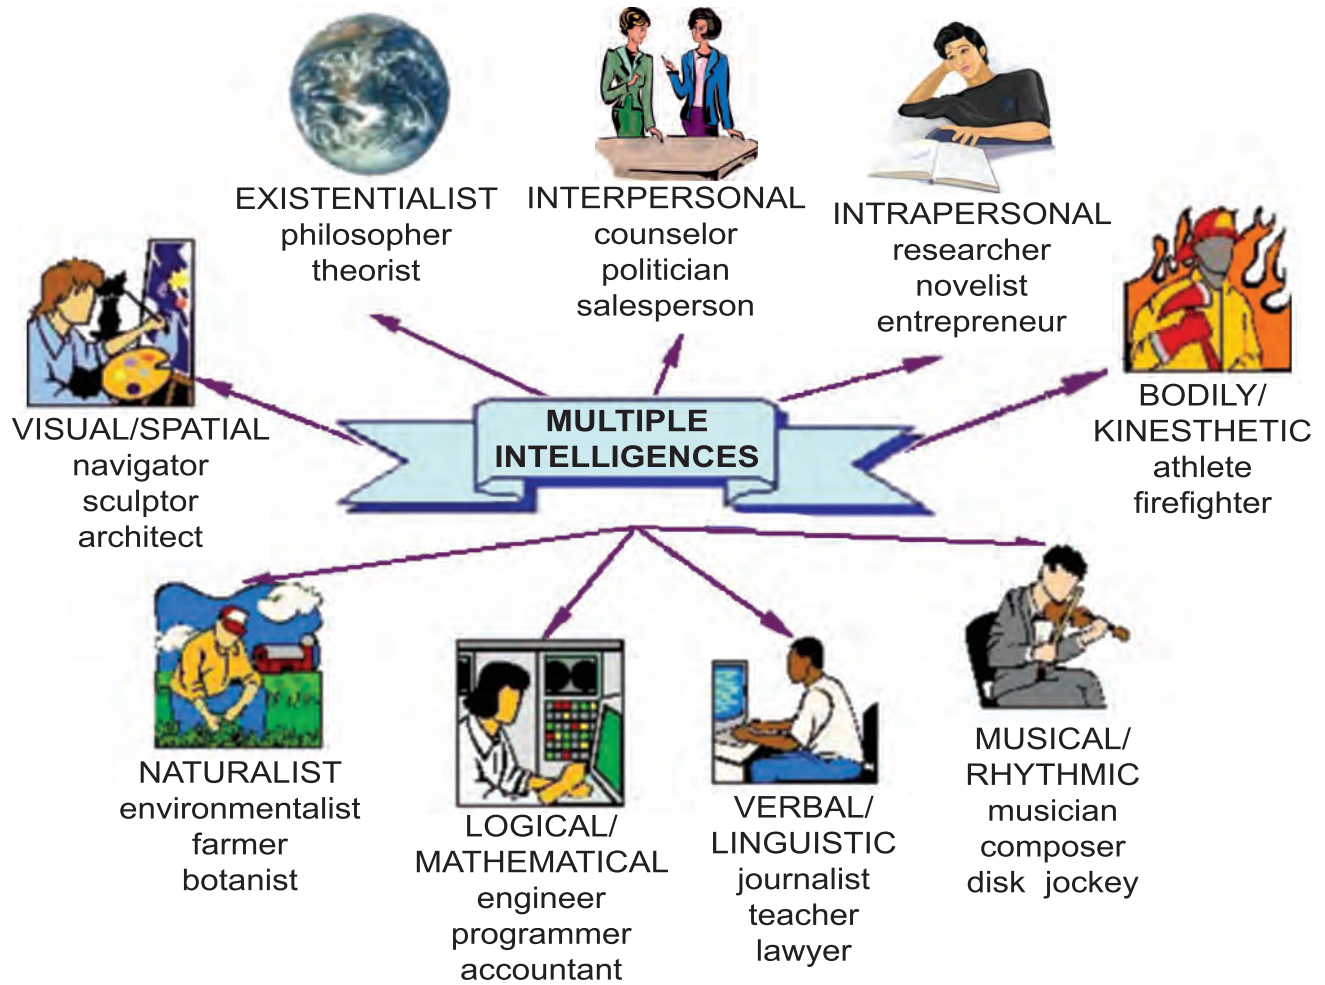 EXISTENTIALIST
philosopher
theorist
INTERPERSONAL
counselor
politician
salesperson
INTRAPERSONAL
researcher
novelist
entrepreneur
VISUAL/SPATIAL
navigator
sculptor
architect
MULTIPLE
INTELLIGENCES
BODILY/
KINESTHETIC
athlete
firefighter
NATURALIST
environmentalist
farmer
botanist
LOGICAL/
MATHEMATICAL
engineer
programmer
accountant
VERBAL/
LINGUISTIC
journalist
teacher
lawyer
MUSICAL/
RHYTHMIC
musician
composer
disk jockey